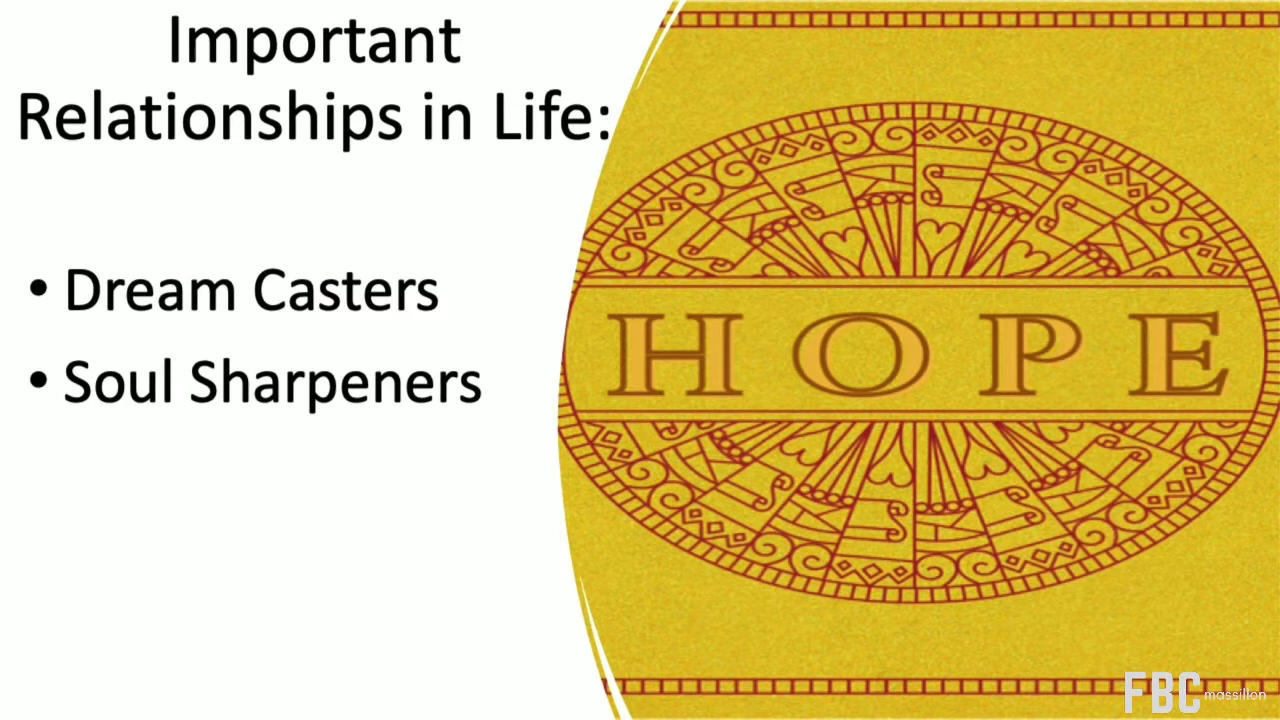 Important
Relationships in Life:
• Dream Casters
• Soul Sharpeners
HOPE
FBC massillon